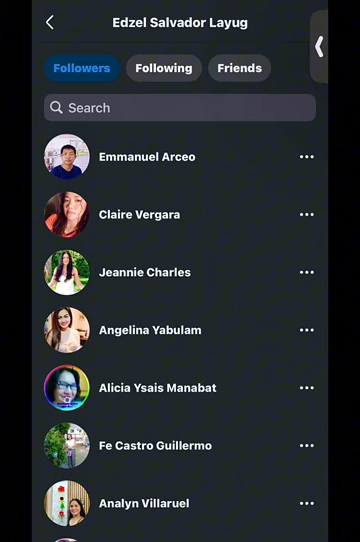 Edzel Salvador Layug
Followers
Following
Friends
Search
Emmanuel Arceo
Claire Vergara
Jeannie Charles
Angelina Yabulam
Alicia Ysais Manabat
Fe Castro Guillermo
Analyn Villaruel